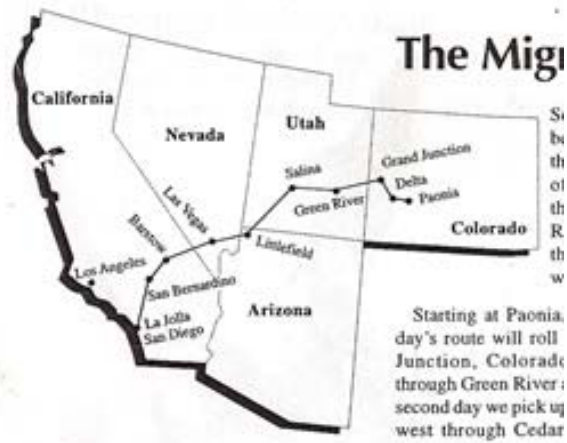 The Migr
California
Nevada
Utah
Salina
Grand Junction
Delta
Paonia
Green River
Las Vegas
Barstow
Littlefield
Colorado
Los Angeles
San Bernardino
La Jolla
San Diego
Arizona
Starting at Paonia,
day's route will roll
Junction, Colorado
through Green River a
second day we pick up
west through Cedar